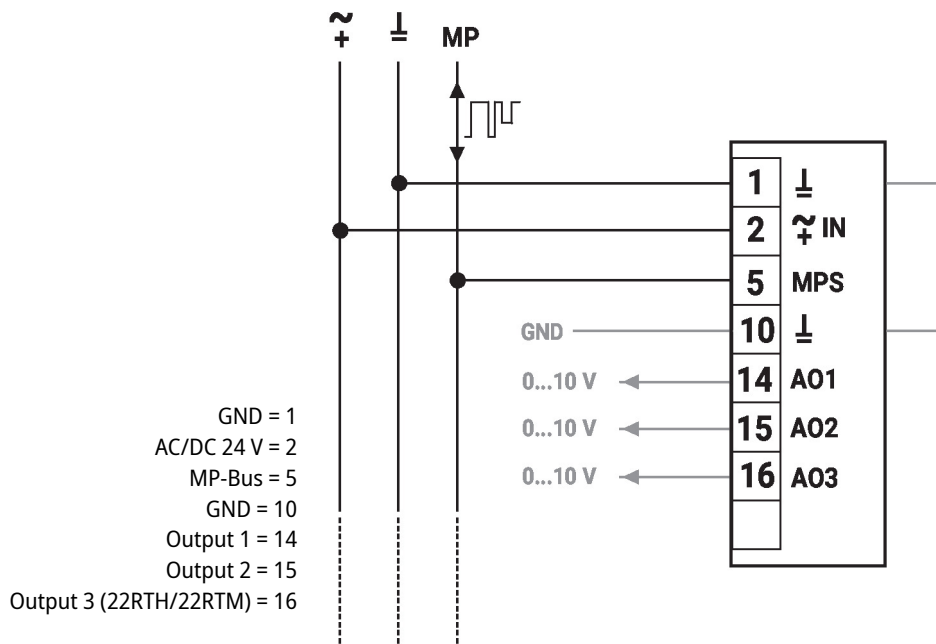 ~
+
⊥
MP
1 ⊥
2 ~
+ IN
5 MPS
GND 10 ⊥
0...10 V 14 AO1
0...10 V 15 AO2
0...10 V 16 AO3
GND = 1
AC/DC 24 V = 2
MP-Bus = 5
GND = 10
Output 1 = 14
Output 2 = 15
Output 3 (22RTH/22RTM) = 16